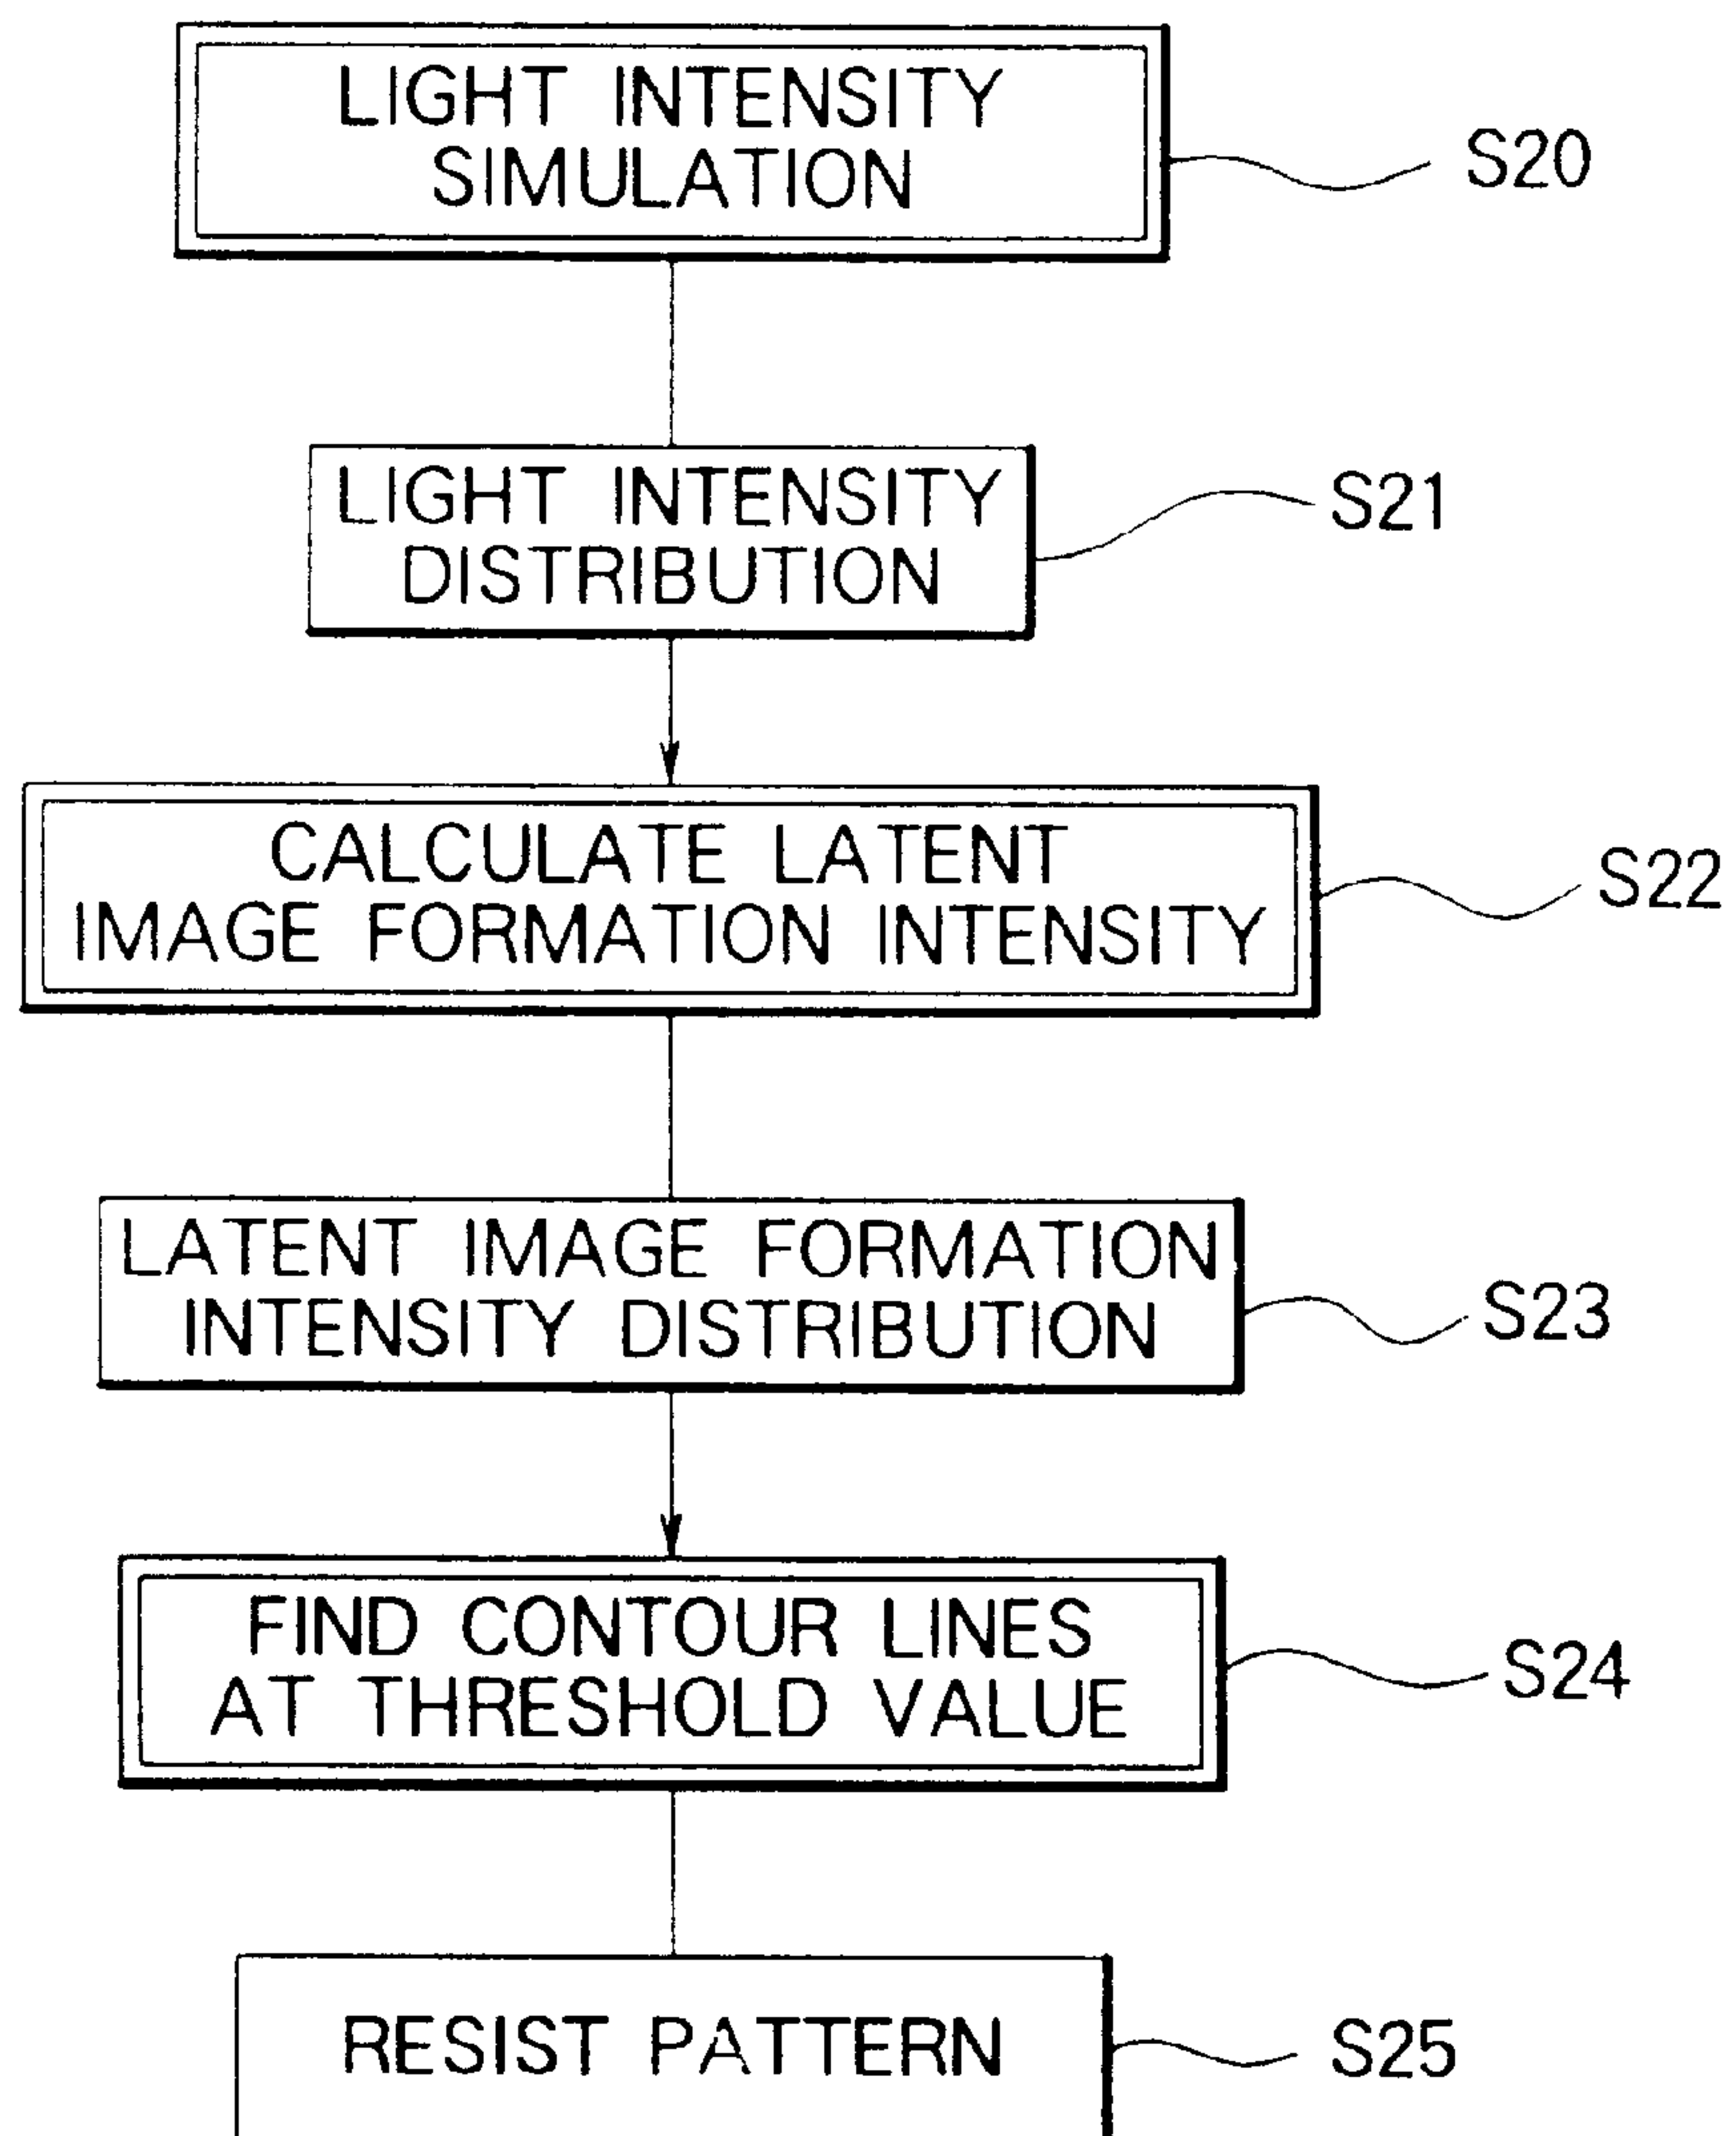 LIGHT INTENSITY
SIMULATION
S20
LIGHT INTENSITY
DISTRIBUTION
S21
CALCULATE LATENT
IMAGE FORMATION INTENSITY
S22
LATENT IMAGE FORMATION
INTENSITY DISTRIBUTION
S23
FIND CONTOUR LINES
AT THRESHOLD VALUE
S24
RESIST PATTERN
S25